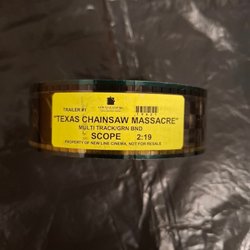 TRAILER #1
"TEXAS CHAINSAW MASSACRE"
MULTI TRACK/GRN BND
SCOPE 2:19
PROPERTY OF NEW LINE CINEMA, NOT FOR RESALE